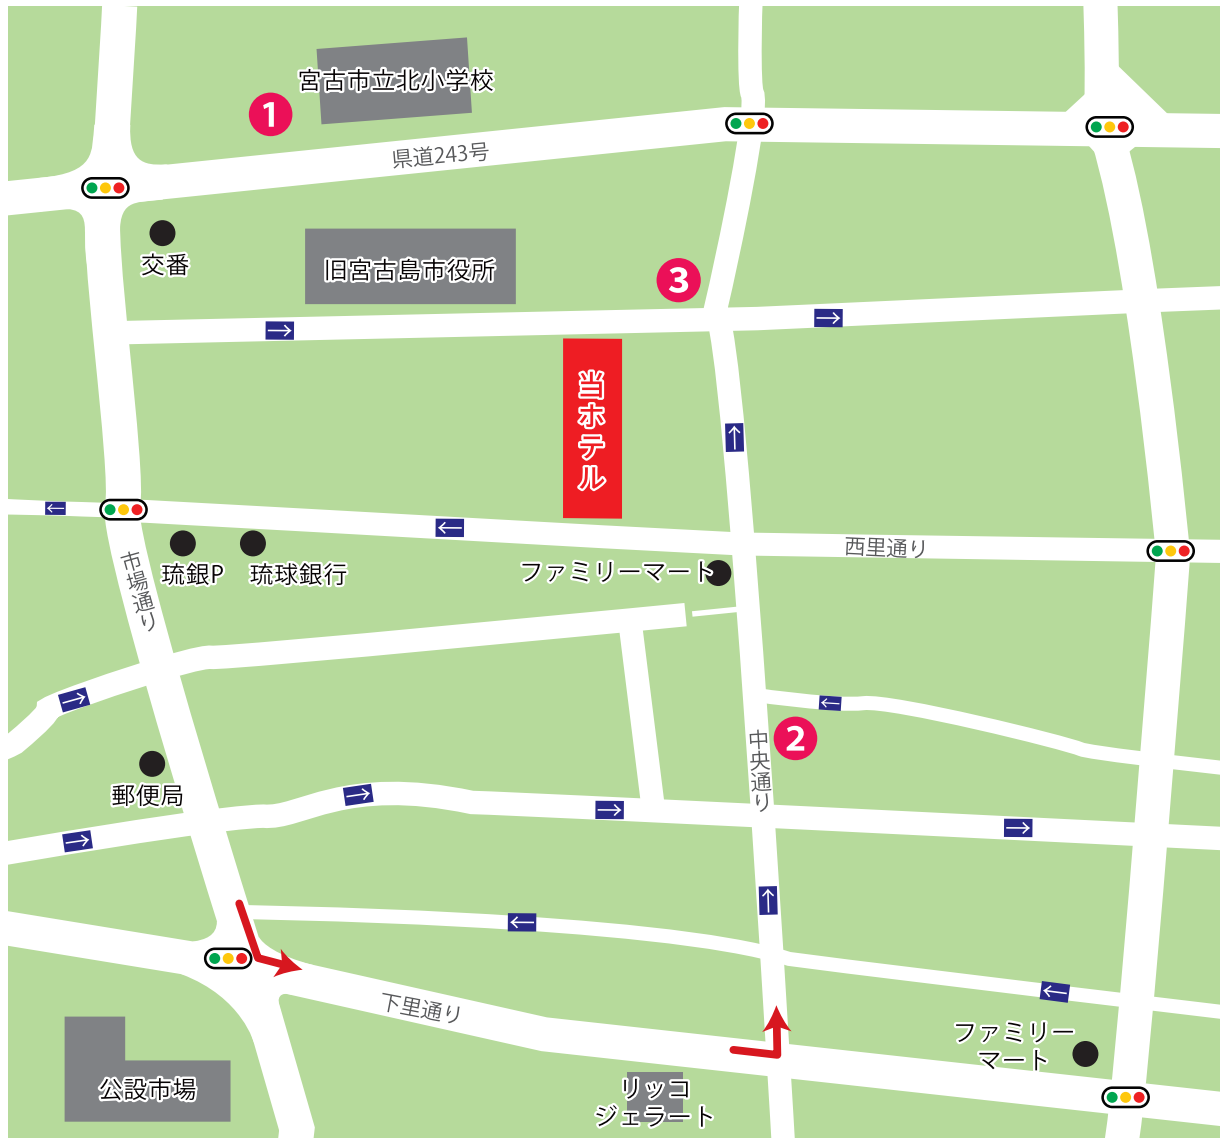 宮古市立北小学校
1
県道243号
交番
旧宮古島市役所
3
当ホテル
西里通り
市場通り
琉銀P
琉球銀行
ファミリーマート
2
中央通り
郵便局
下里通り
ファミリー
マート
公設市場
リッコ
ジェラート